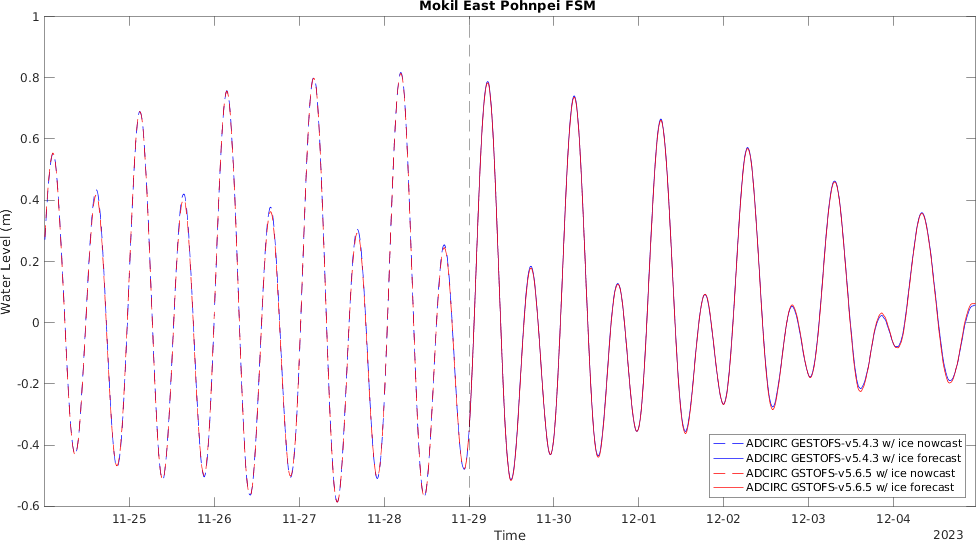 Mokil East Pohnpei FSM
1
0.8
0.6
0.4
0.2
0
-0.2
-0.4
-0.6
Water Level (m)
ADCIRC GESTOFS-v5.4.3 w/ ice nowcast
ADCIRC GESTOFS-v5.4.3 w/ ice forecast
ADCIRC GSTOFS-v5.6.5 w/ ice nowcast
ADCIRC GSTOFS-v5.6.5 w/ ice forecast
11-25 11-26 11-27 11-28 11-29 11-30 12-01 12-02 12-03 12-04
Time
2023